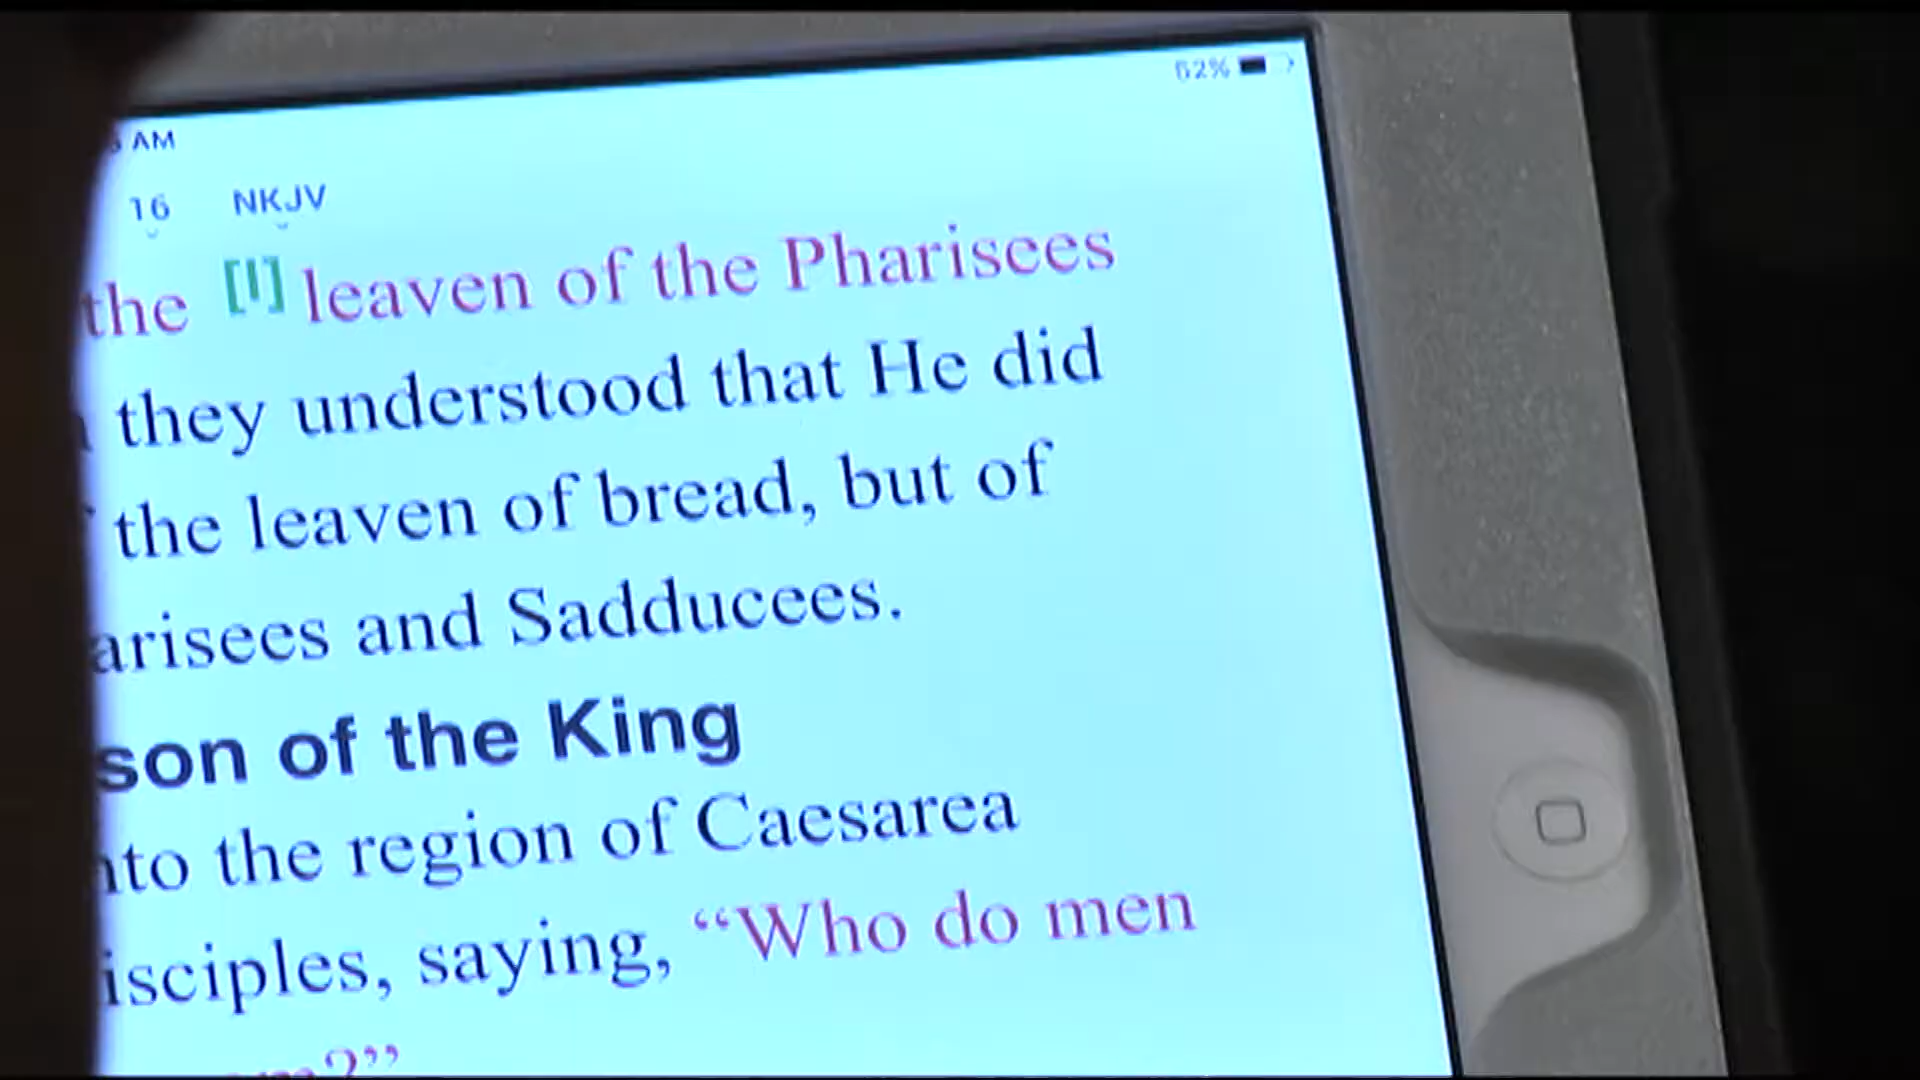 52%
AM
16 NKJV
the [l] leaven of the Pharisees
they understood that He did
the leaven of bread, but of
arisees and Sadducees.
son of the King
nto the region of Caesarea
isciples, saying, “Who do men